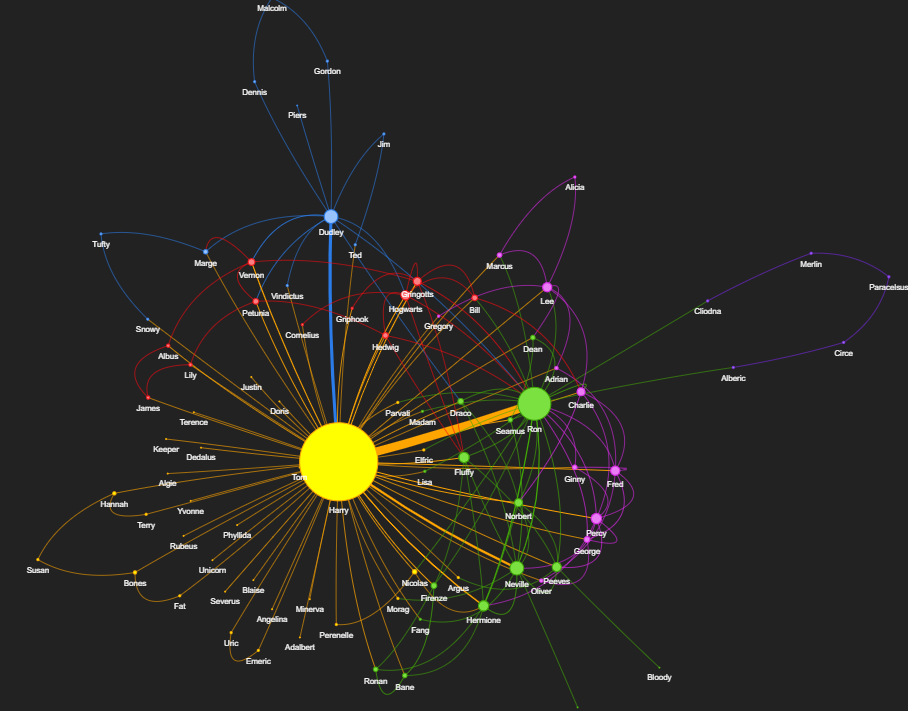 Malcolm
Gordon
Dennis
Piers
Jim
Alicia
Dudley
Tufty
Ted
Marge
Marcus
Merlin
Vernon
Paracelsus
Vindictus
Gringotts
Lee
Petunia
Hogwarts
Bill
Cliodna
Griphook
Gregory
Snowy
Cornelius
Hedwig
Dean
Albus
Circe
Lily
Adrian
Alberic
Justin
James
Doris
Parvati
Draco
Charlie
Terence
Madam
Seamus
Ron
Keeper
Dedalus
Elfric
Fluffy
Tom
Algie
Lisa
Ginny
Fred
Hannah
Yvonne
Harry
Norbert
Terry
Phyllida
Percy
Rubeus
George
Susan
Unicorn
Bones
Nicolas
Neville
Peeves
Blaise
Argus
Oliver
Severus
Firenze
Fat
Minerva
Morag
Angelina
Hermione
Fang
Perenelle
Uric
Adalbert
Emeric
Bloody
Ronan
Bane